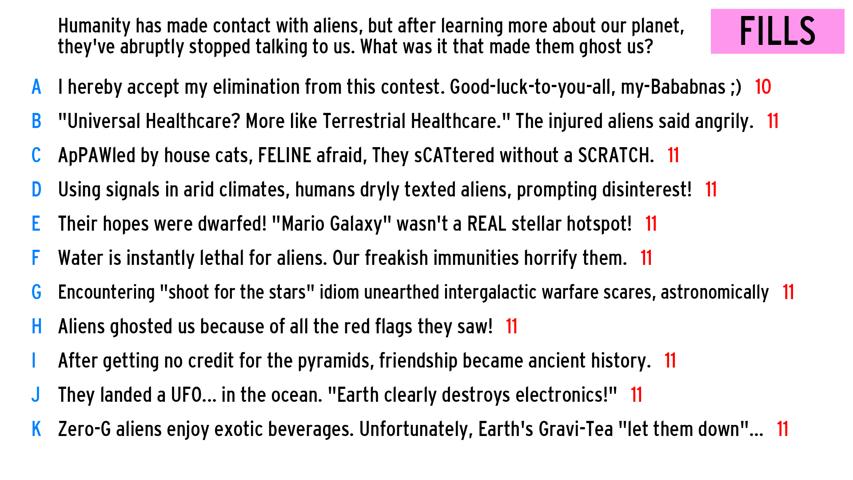 Humanity has made contact with aliens, but after learning more about our planet,
they've abruptly stopped talking to us. What was it that made them ghost us?
FILLS
A I hereby accept my elimination from this contest. Good-luck-to-you-all, my-Bababnas ;) 10
B "Universal Healthcare? More like Terrestrial Healthcare." The injured aliens said angrily. 11
C ApPAWled by house cats, FELINE afraid, They sCATtered without a SCRATCH. 11
D Using signals in arid climates, humans dryly texted aliens, prompting disinterest! 11
E Their hopes were dwarfed! "Mario Galaxy" wasn't a REAL stellar hotspot! 11
F Water is instantly lethal for aliens. Our freakish immunities horrify them. 11
G Encountering "shoot for the stars" idiom unearthed intergalactic warfare scares, astronomically 11
H Aliens ghosted us because of all the red flags they saw! 11
I After getting no credit for the pyramids, friendship became ancient history. 11
J They landed a UFO... in the ocean. "Earth clearly destroys electronics!" 11
K Zero-G aliens enjoy exotic beverages. Unfortunately, Earth's Gravi-Tea "let them down"... 11